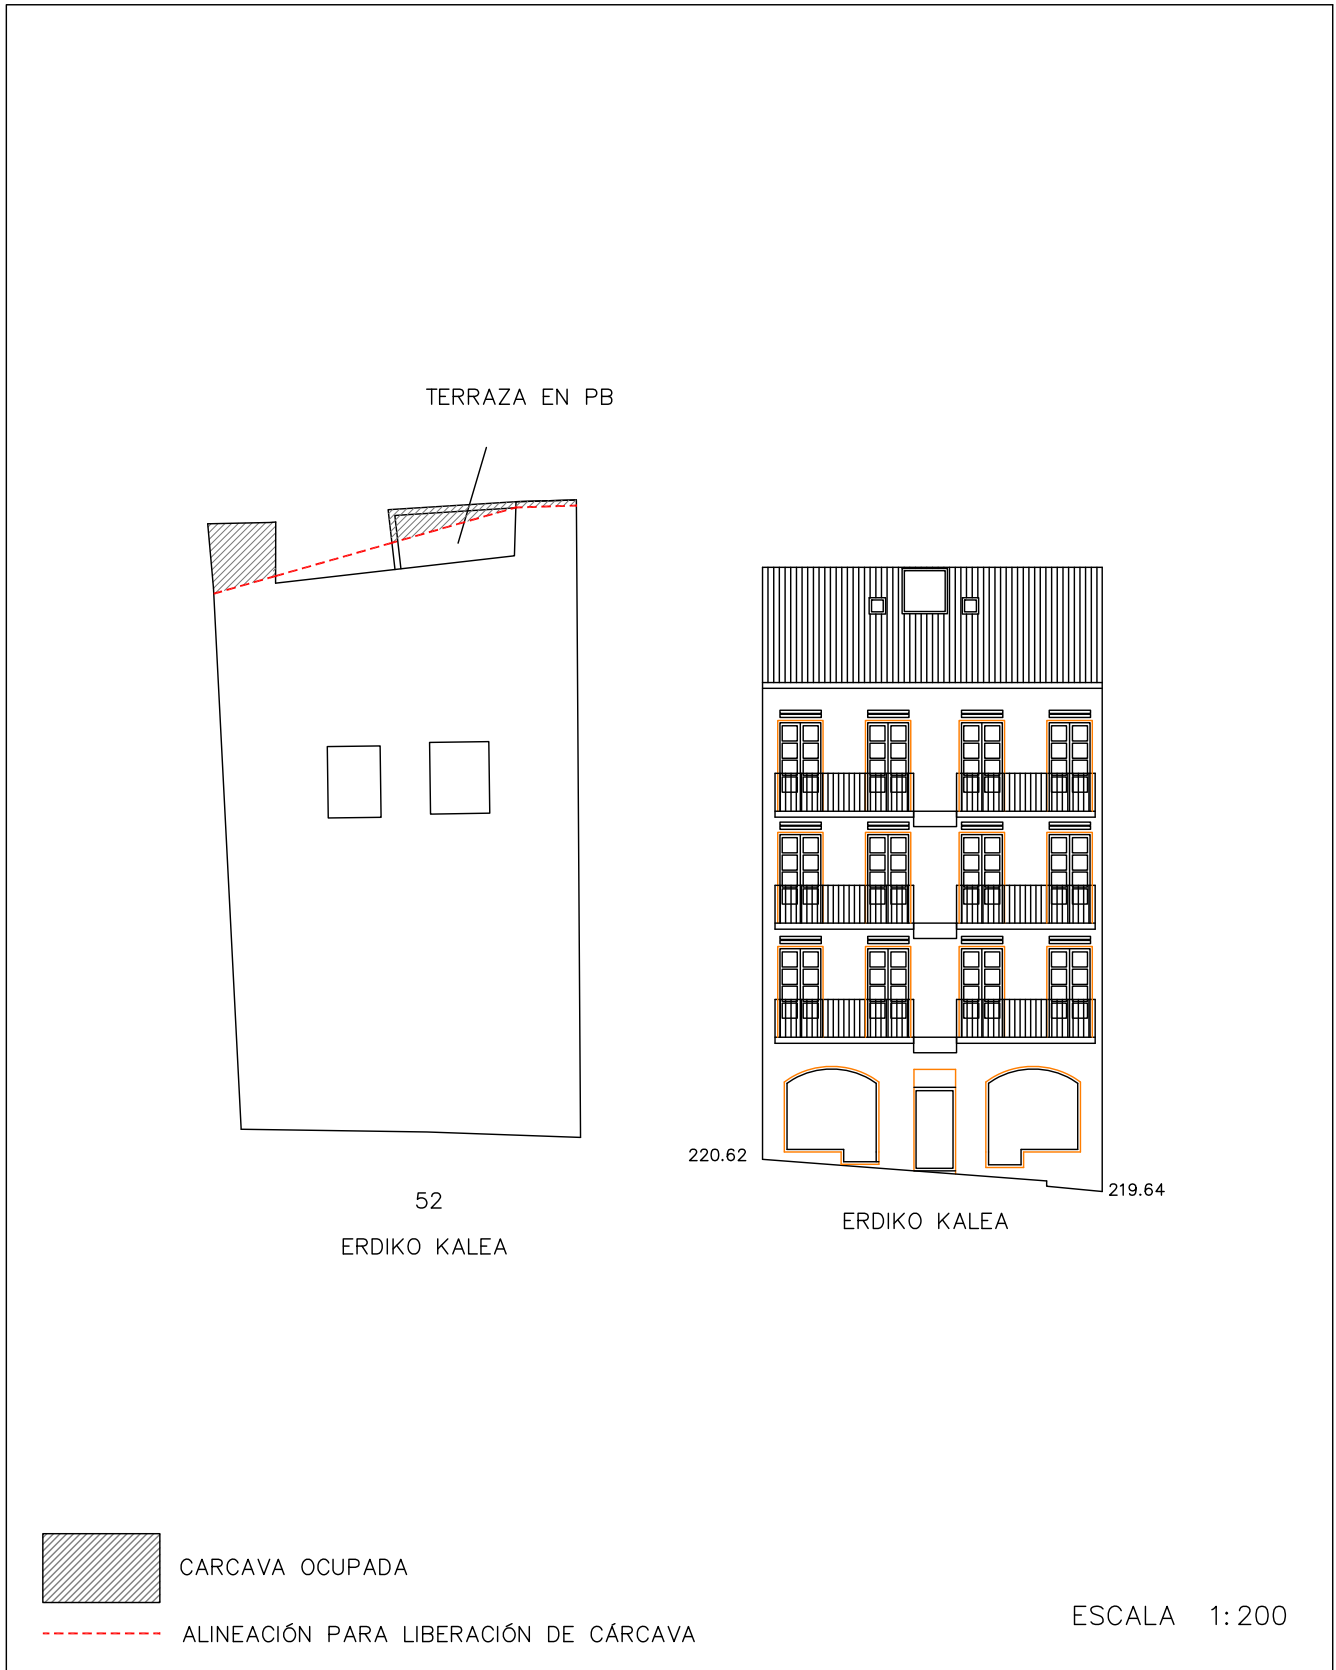 TERRAZA EN PB
220.62
219.64
52
ERDIKO KALEA
ERDIKO KALEA
CARCAVA OCUPADA
ALINEACIÓN PARA LIBERACIÓN DE CÁRCAVA
ESCALA 1:200